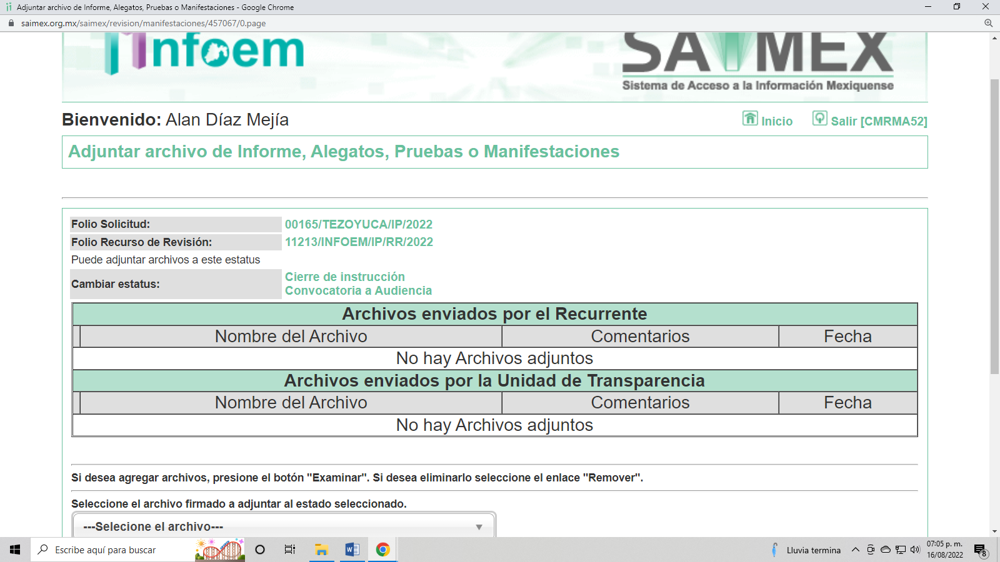 Adjuntar archivo de Informe, Alegatos, Pruebas o Manifestaciones - Google Chrome
saimex.org.mx/saimex/revision/manifestaciones/457067/0.page
infoem
SAIMEX
Sistema de Acceso a la Información Mexiquense
Bienvenido: Alan Díaz Mejía
Inicio
Salir [CMRMA52]
Adjuntar archivo de Informe, Alegatos, Pruebas o Manifestaciones
Folio Solicitud: 00165/TEZOYUCA/IP/2022
Folio Recurso de Revisión: 11213/INFOEM/IP/RR/2022
Puede adjuntar archivos a este estatus
Cambiar estatus: Cierre de instrucción
Convocatoria a Audiencia
Archivos enviados por el Recurrente
Nombre del Archivo Comentarios Fecha
No hay Archivos adjuntos
Archivos enviados por la Unidad de Transparencia
Nombre del Archivo Comentarios Fecha
No hay Archivos adjuntos
Si desea agregar archivos, presione el botón "Examinar". Si desea eliminarlo seleccione el enlace "Remover".
Seleccione el archivo firmado a adjuntar al estado seleccionado.
---Selecione el archivo---
Escribe aquí para buscar
Lluvia termina
07:05 p. m.
16/08/2022
8